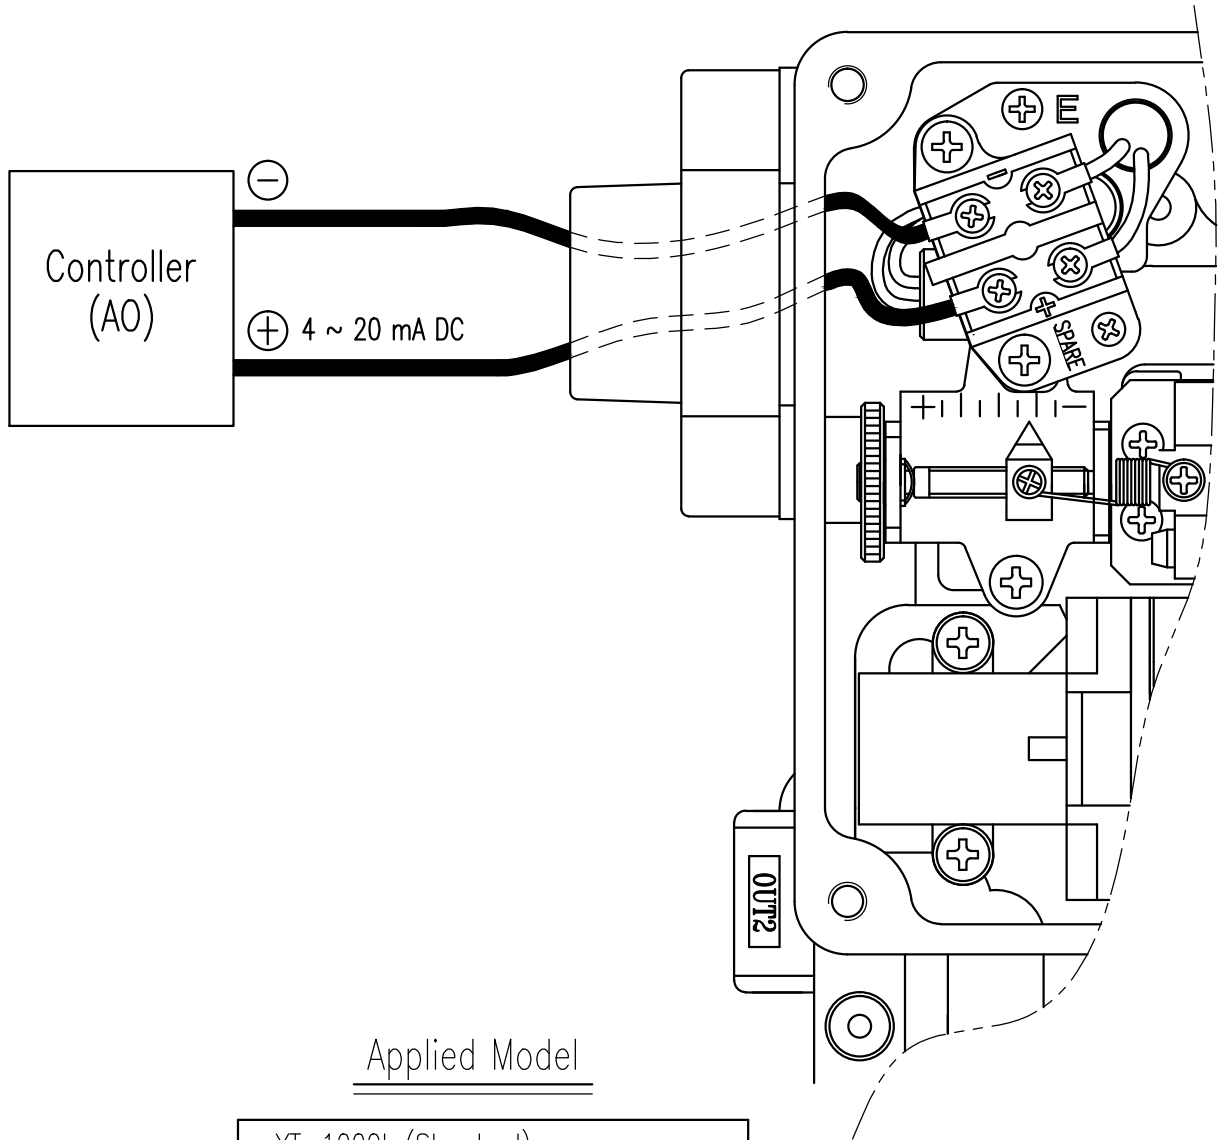 E
⊖
Controller
(AO)
⊕ 4 ~ 20 mA DC
SPARE
+ −
OUT2
Applied Model